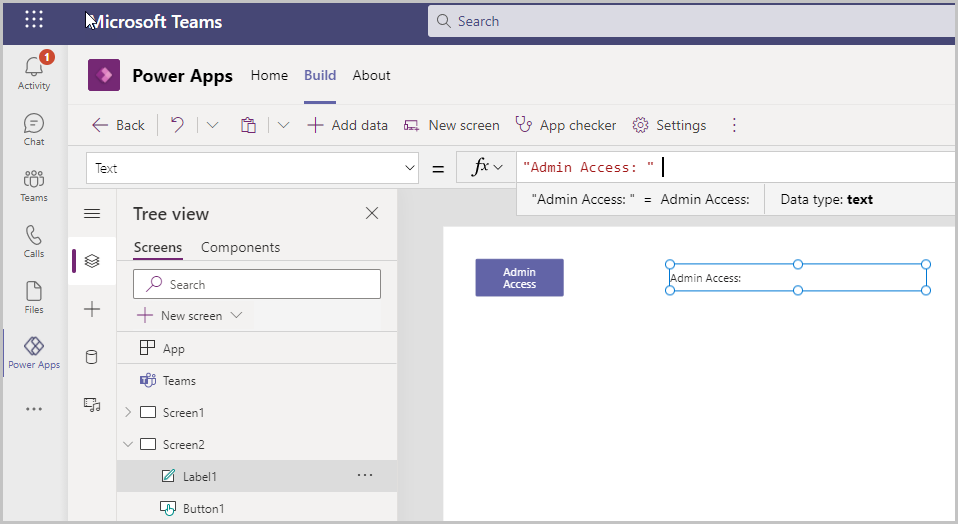 Microsoft Teams
Search
1
Activity
Chat
Teams
Calls
Files
Power Apps
Power Apps Home Build About
Back Add data New screen App checker Settings
Text = fx "Admin Access: "
"Admin Access: " = Admin Access: Data type: text
Tree view
Screens Components
Search
New screen
App
Teams
Screen1
Screen2
Label1
Button1
Admin
Access
Admin Access: